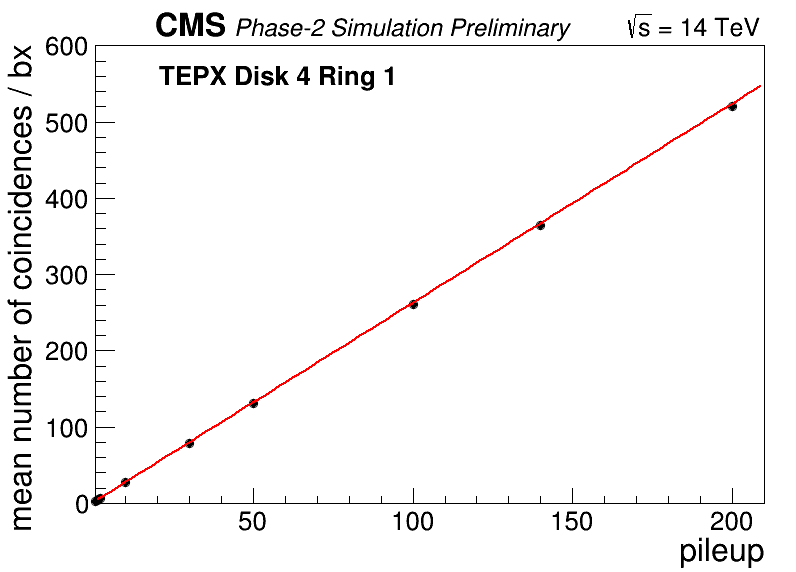 CMS Phase-2 Simulation Preliminary √s = 14 TeV
TEPX Disk 4 Ring 1
mean number of coincidences / bx
600
500
400
300
200
100
0
50 100 150 200
pileup